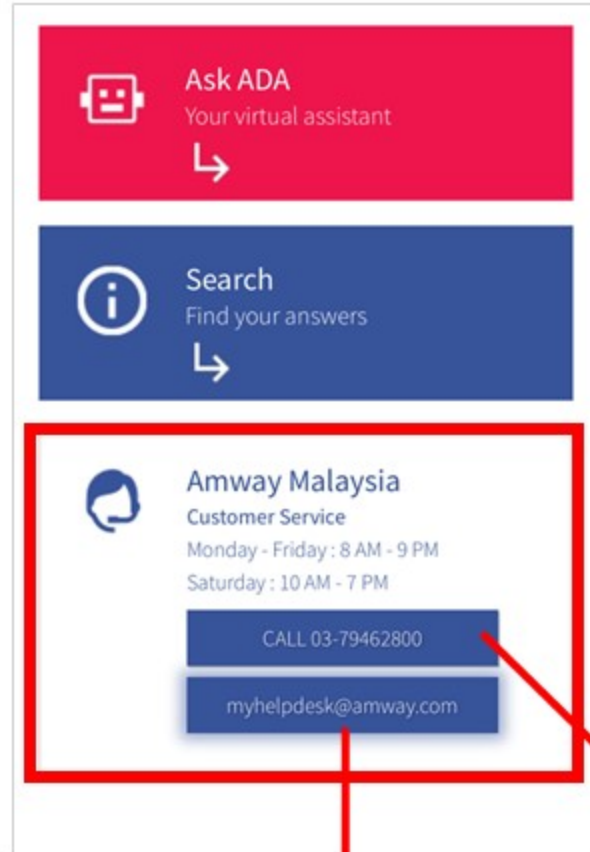 Ask ADA
Your virtual assistant
Search
Find your answers
Amway Malaysia
Customer Service
Monday - Friday : 8 AM - 9 PM
Saturday : 10 AM - 7 PM
CALL 03-79462800
myhelpdesk@amway.com